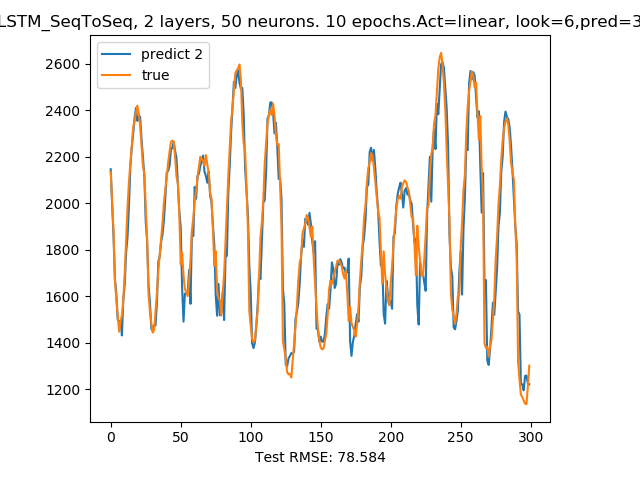 LSTM_SeqToSeq, 2 layers, 50 neurons. 10 epochs.Act=linear, look=6,pred=3
predict 2
true
2600
2400
2200
2000
1800
1600
1400
1200
0 50 100 150 200 250 300
Test RMSE: 78.584